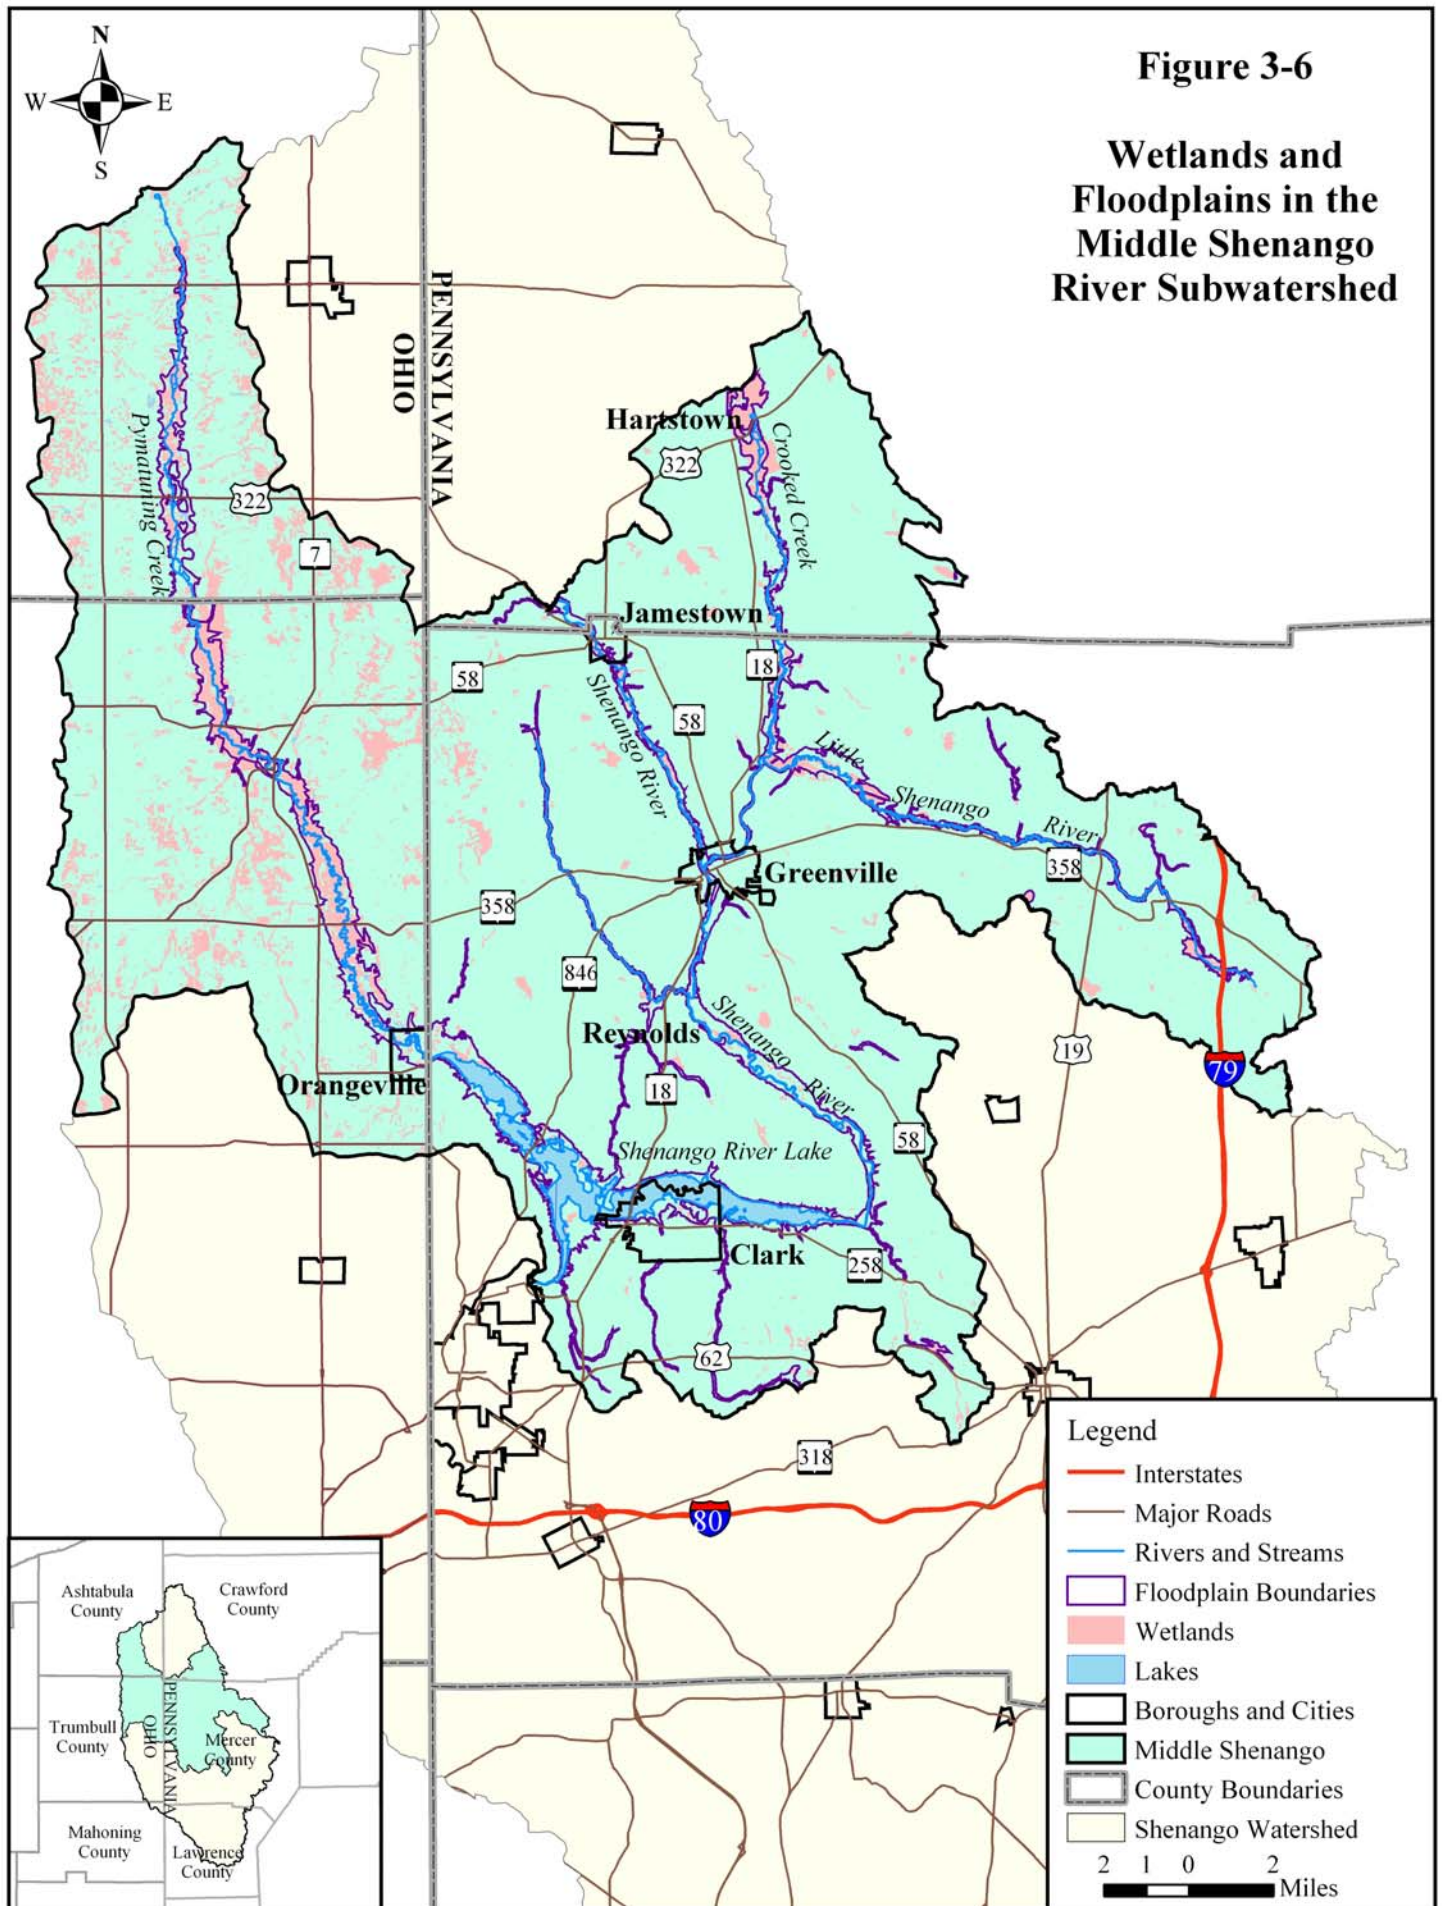 Figure 3-6
Wetlands and
Floodplains in the
Middle Shenango
River Subwatershed
N
W
E
S
PENNSYLVANIA
OHIO
Hartstown
322
Crooked Creek
Pymatuning Creek
322
7
Jamestown
58
18
Shenango River
58
Little
Shenango
River
358
Greenville
358
846
Reynolds
Shenango
River
19
79
Orangeville
18
58
Shenango River Lake
Clark
258
62
318
80
Legend
Interstates
Major Roads
Rivers and Streams
Floodplain Boundaries
Wetlands
Lakes
Boroughs and Cities
Middle Shenango
County Boundaries
Shenango Watershed
2 1 0 2
Miles
Ashtabula
County
Crawford
County
Trumbull
County
OHIO
PENNSYLVANIA
Mercer
County
Mahoning
County
Lawrence
County